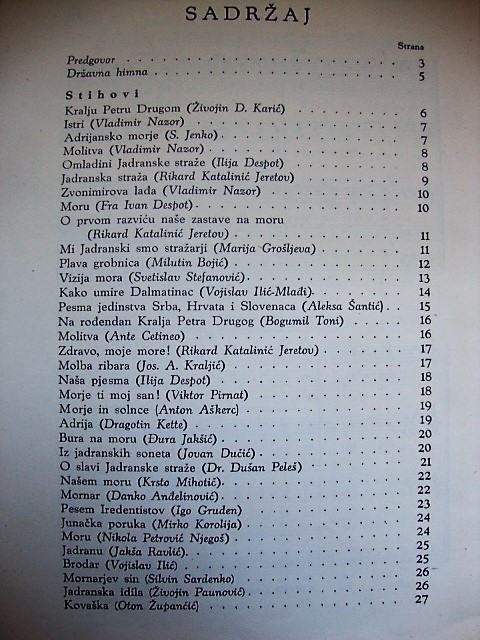 SADRŽAJ
Strana
Predgovor . . . . . . . . . . . . . . . . . . 3
Državna himna . . . . . . . . . . . . . . . . 5
Stihovi
Kralju Petru Drugom (Živojin D. Karić) . . . . . . 6
Istri (Vladimir Nazor) . . . . . . . . . . . . 7
Adrijansko morje (S. Jenko) . . . . . . . . . . 7
Molitva (Vladimir Nazor) . . . . . . . . . . . 8
Omladini Jadranske straže (Ilija Despot) . . . . . . 8
Jadranska straža (Rikard Katalinić Jeretov) . . . . . 9
Zvonimirova lađa (Vladimir Nazor) . . . . . . . . 10
Moru (Fra Ivan Despot) . . . . . . . . . . . . 10
O prvom razviću naše zastave na moru
(Rikard Katalinić Jeretov) . . . . . . . . . 11
Mi Jadranski smo stražarji (Marija Grošljeva) . . . . . 11
Plava grobnica (Milutin Bojić) . . . . . . . . . 12
Vizija mora (Svetislav Stefanović) . . . . . . . . 13
Kako umire Dalmatinac (Vojislav Ilić-Mlađi) . . . . . 14
Pesma jedinstva Srba, Hrvata i Slovenaca (Aleksa Šantić) . . 15
Na rođendan Kralja Petra Drugog (Bogumil Toni) . . . . 16
Molitva (Ante Cetineo) . . . . . . . . . . . . 16
Zdravo, moje more! (Rikard Katalinić Jeretov) . . . . . 17
Molba ribara (Jos. A. Kraljić) . . . . . . . . . 17
Naša pjesma (Ilija Despot) . . . . . . . . . . 18
Morje ti moj san! (Viktor Pirnat) . . . . . . . . 18
Morje in solnce (Anton Aškerc) . . . . . . . . . 19
Adrija (Dragotin Kette) . . . . . . . . . . . 19
Bura na moru (Đura Jakšić) . . . . . . . . . . 20
Iz jadranskih soneta (Jovan Dučić) . . . . . . . . 20
O slavi Jadranske straže (Dr. Dušan Peleš) . . . . . . 21
Našem moru (Krsto Mihotić) . . . . . . . . . . 22
Mornar (Danko Anđelinović) . . . . . . . . . . 22
Pesem Iredentistov (Igo Gruden) . . . . . . . . . 23
Junačka poruka (Mirko Korolija) . . . . . . . . . 24
Moru (Nikola Petrović Njegoš) . . . . . . . . . 24
Jadranu (Jakša Ravlić) . . . . . . . . . . . . 25
Brodar (Vojislav Ilić) . . . . . . . . . . . . 25
Mornarjev sin (Silvin Sardenko) . . . . . . . . . 26
Jadranska idila (Živojin Paunović) . . . . . . . . 26
Kovaška (Oton Župančić) . . . . . . . . . . . 27